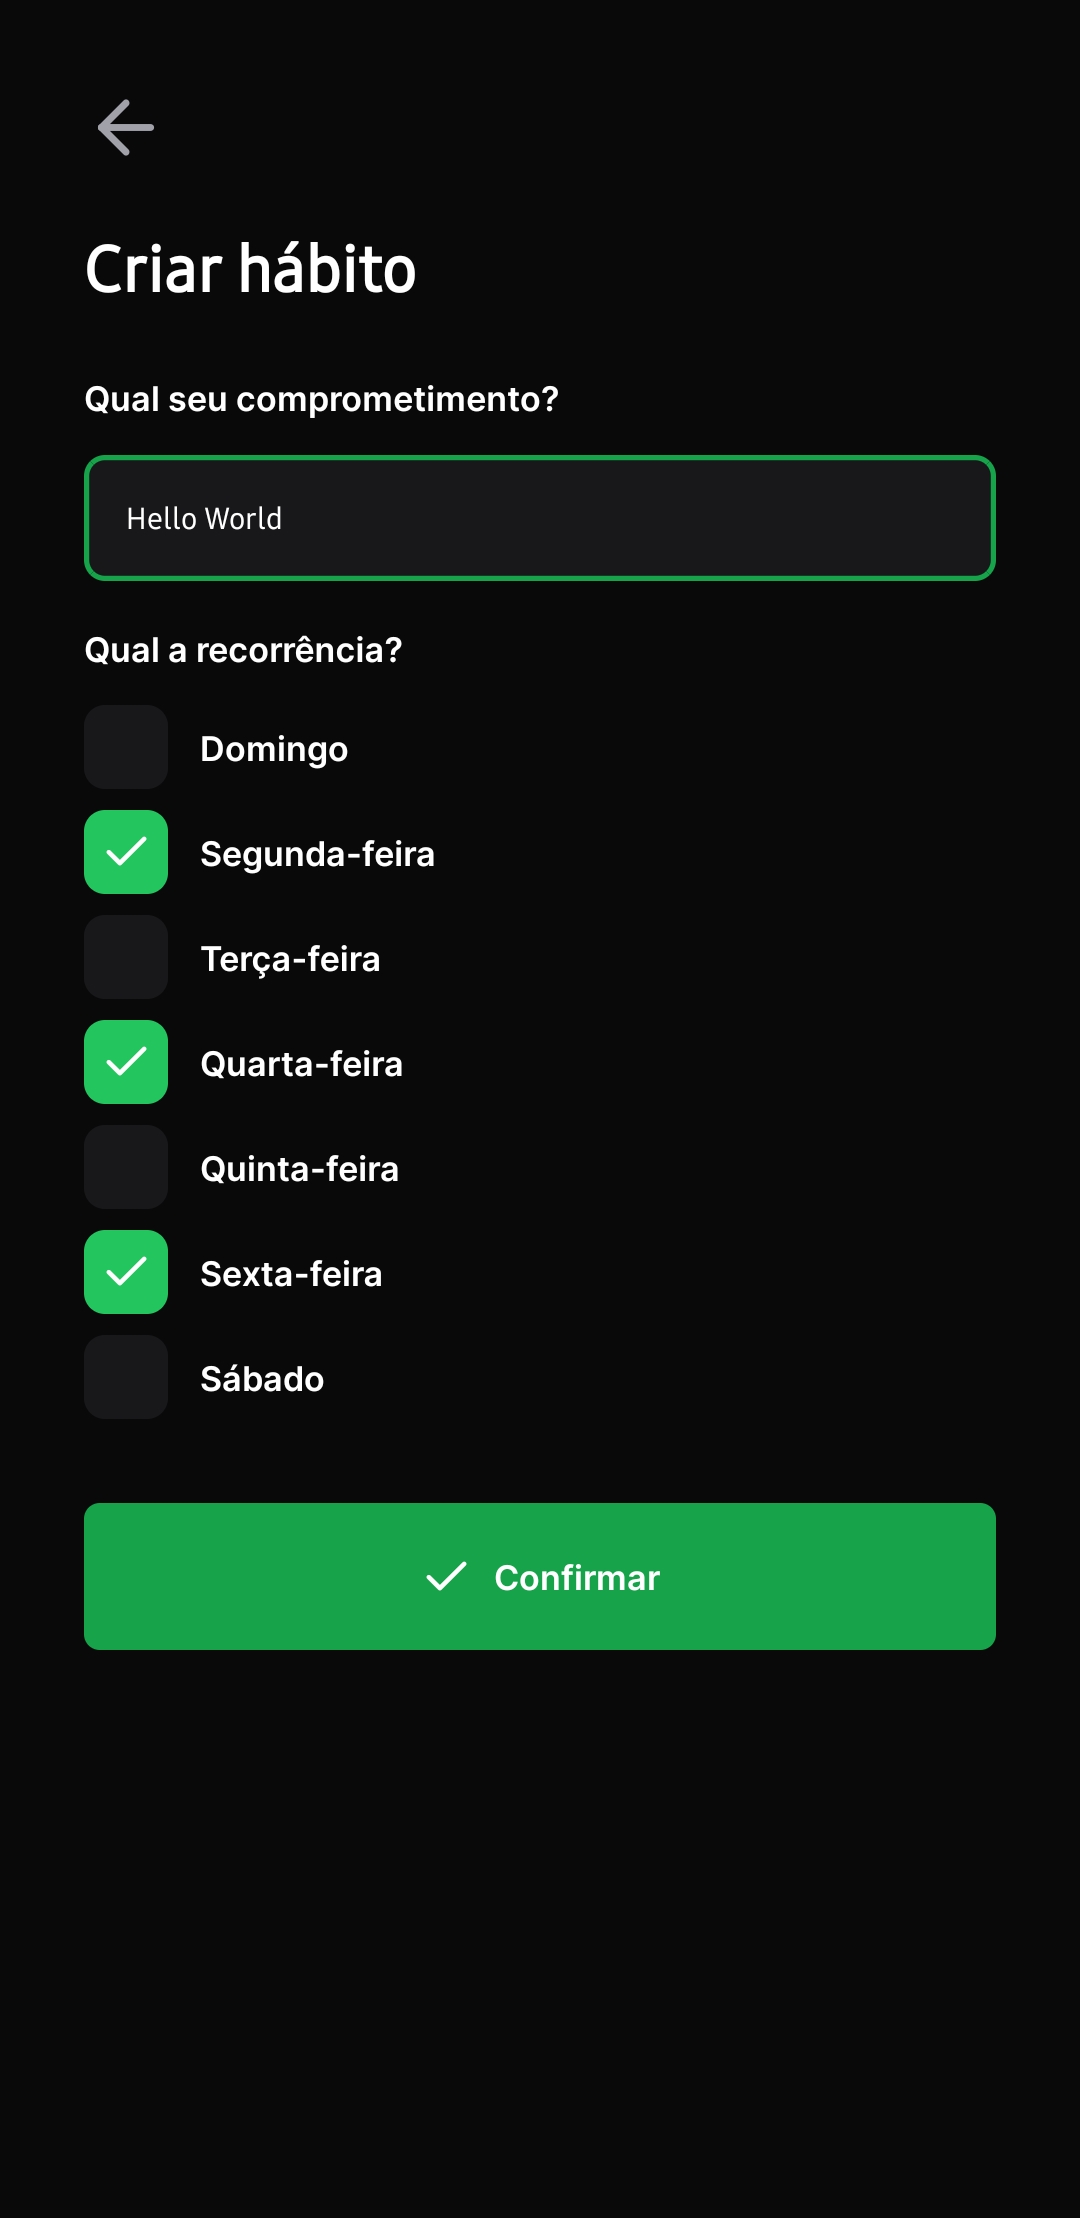 Criar hábito
Qual seu comprometimento?
Hello World
Qual a recorrência?
Domingo
Segunda-feira
Terça-feira
Quarta-feira
Quinta-feira
Sexta-feira
Sábado
Confirmar